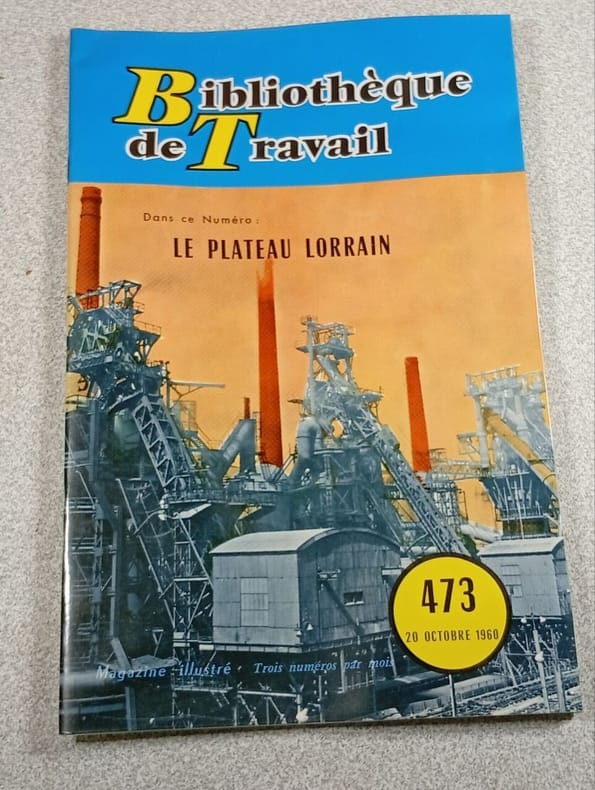 Bibliothèque
de Travail
Dans ce Numéro :
LE PLATEAU LORRAIN
473
20 OCTOBRE 1960
Magazine illustré · Trois numéros par mois